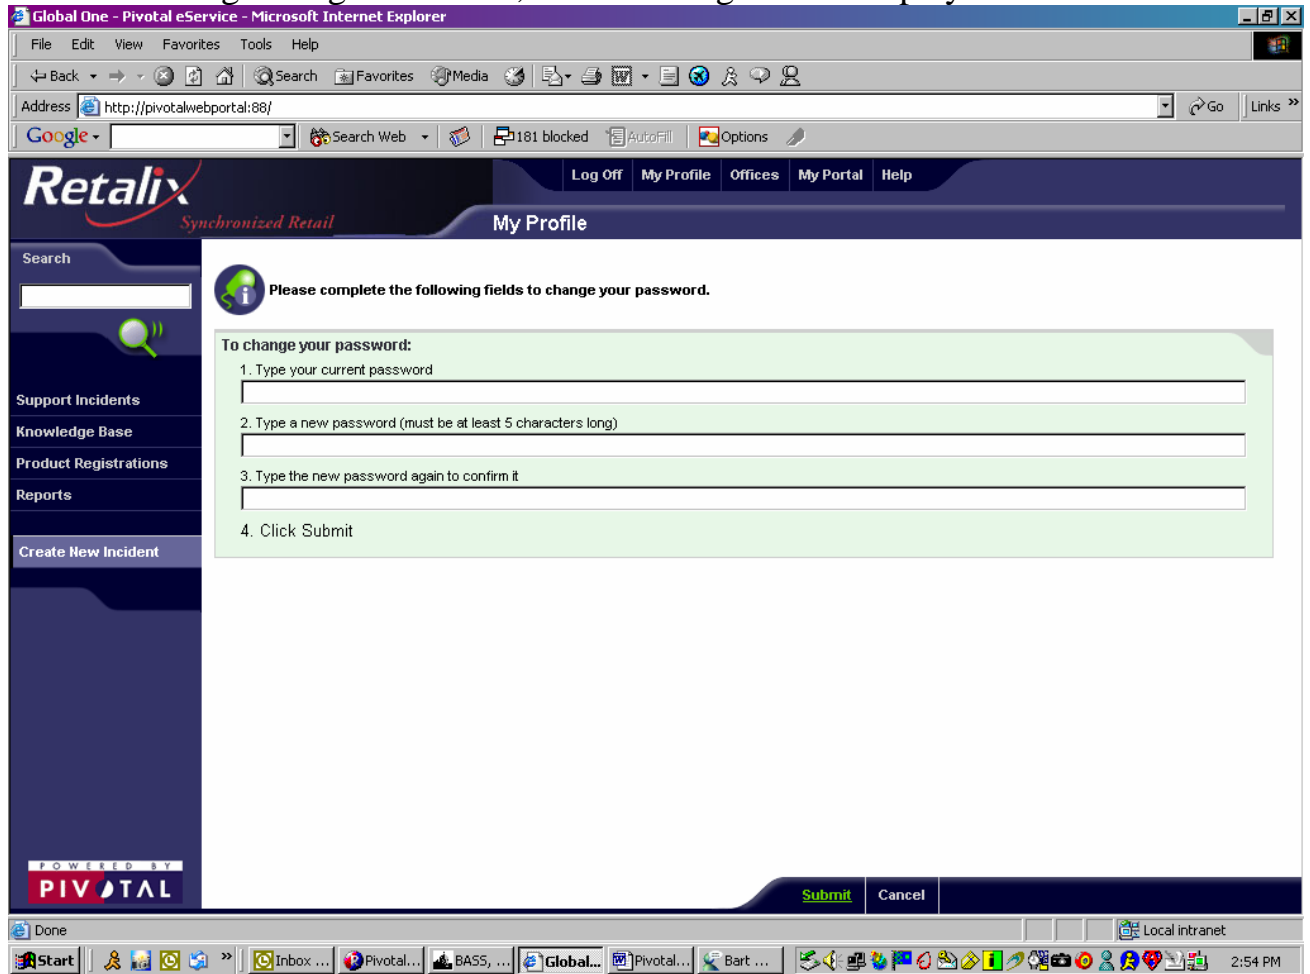 Global One - Pivotal eService - Microsoft Internet Explorer
File Edit View Favorites Tools Help
Back Search Favorites Media
Address http://pivotalwebportal:88/ Go Links »
Google Search Web 181 blocked AutoFill Options
Retalix
Synchronized Retail
Log Off My Profile Offices My Portal Help
My Profile
Search
Please complete the following fields to change your password.
To change your password:
1. Type your current password
2. Type a new password (must be at least 5 characters long)
3. Type the new password again to confirm it
4. Click Submit
Support Incidents
Knowledge Base
Product Registrations
Reports
Create New Incident
POWERED BY
PIVOTAL
Submit Cancel
Done Local intranet
Start » Inbox ... Pivotal... BASS, ... Global... Pivotal... Bart ... 2:54 PM